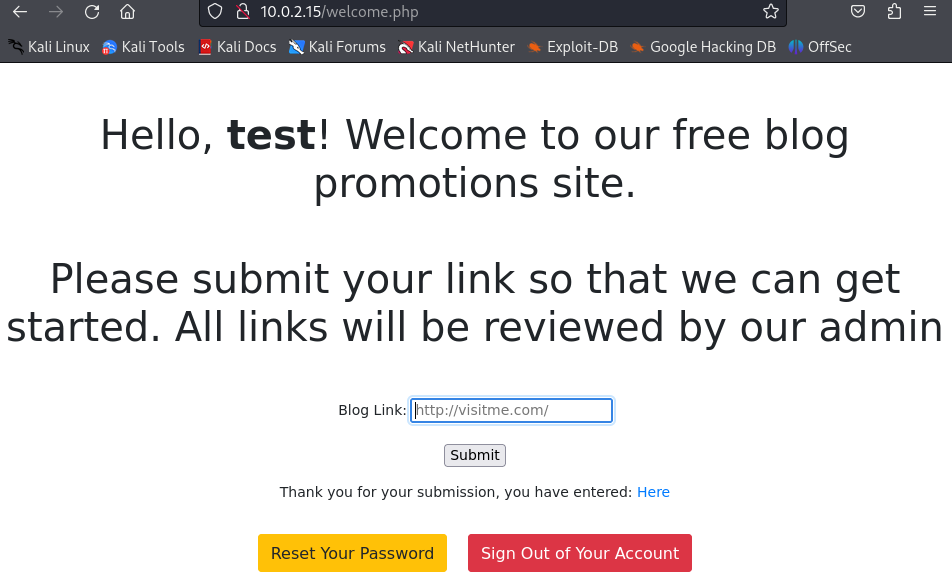 10.0.2.15/welcome.php
Kali Linux Kali Tools Kali Docs Kali Forums Kali NetHunter Exploit-DB Google Hacking DB OffSec
Hello, test! Welcome to our free blog
promotions site.
Please submit your link so that we can get
started. All links will be reviewed by our admin
Blog Link: http://visitme.com/
Submit
Thank you for your submission, you have entered: Here
Reset Your Password Sign Out of Your Account